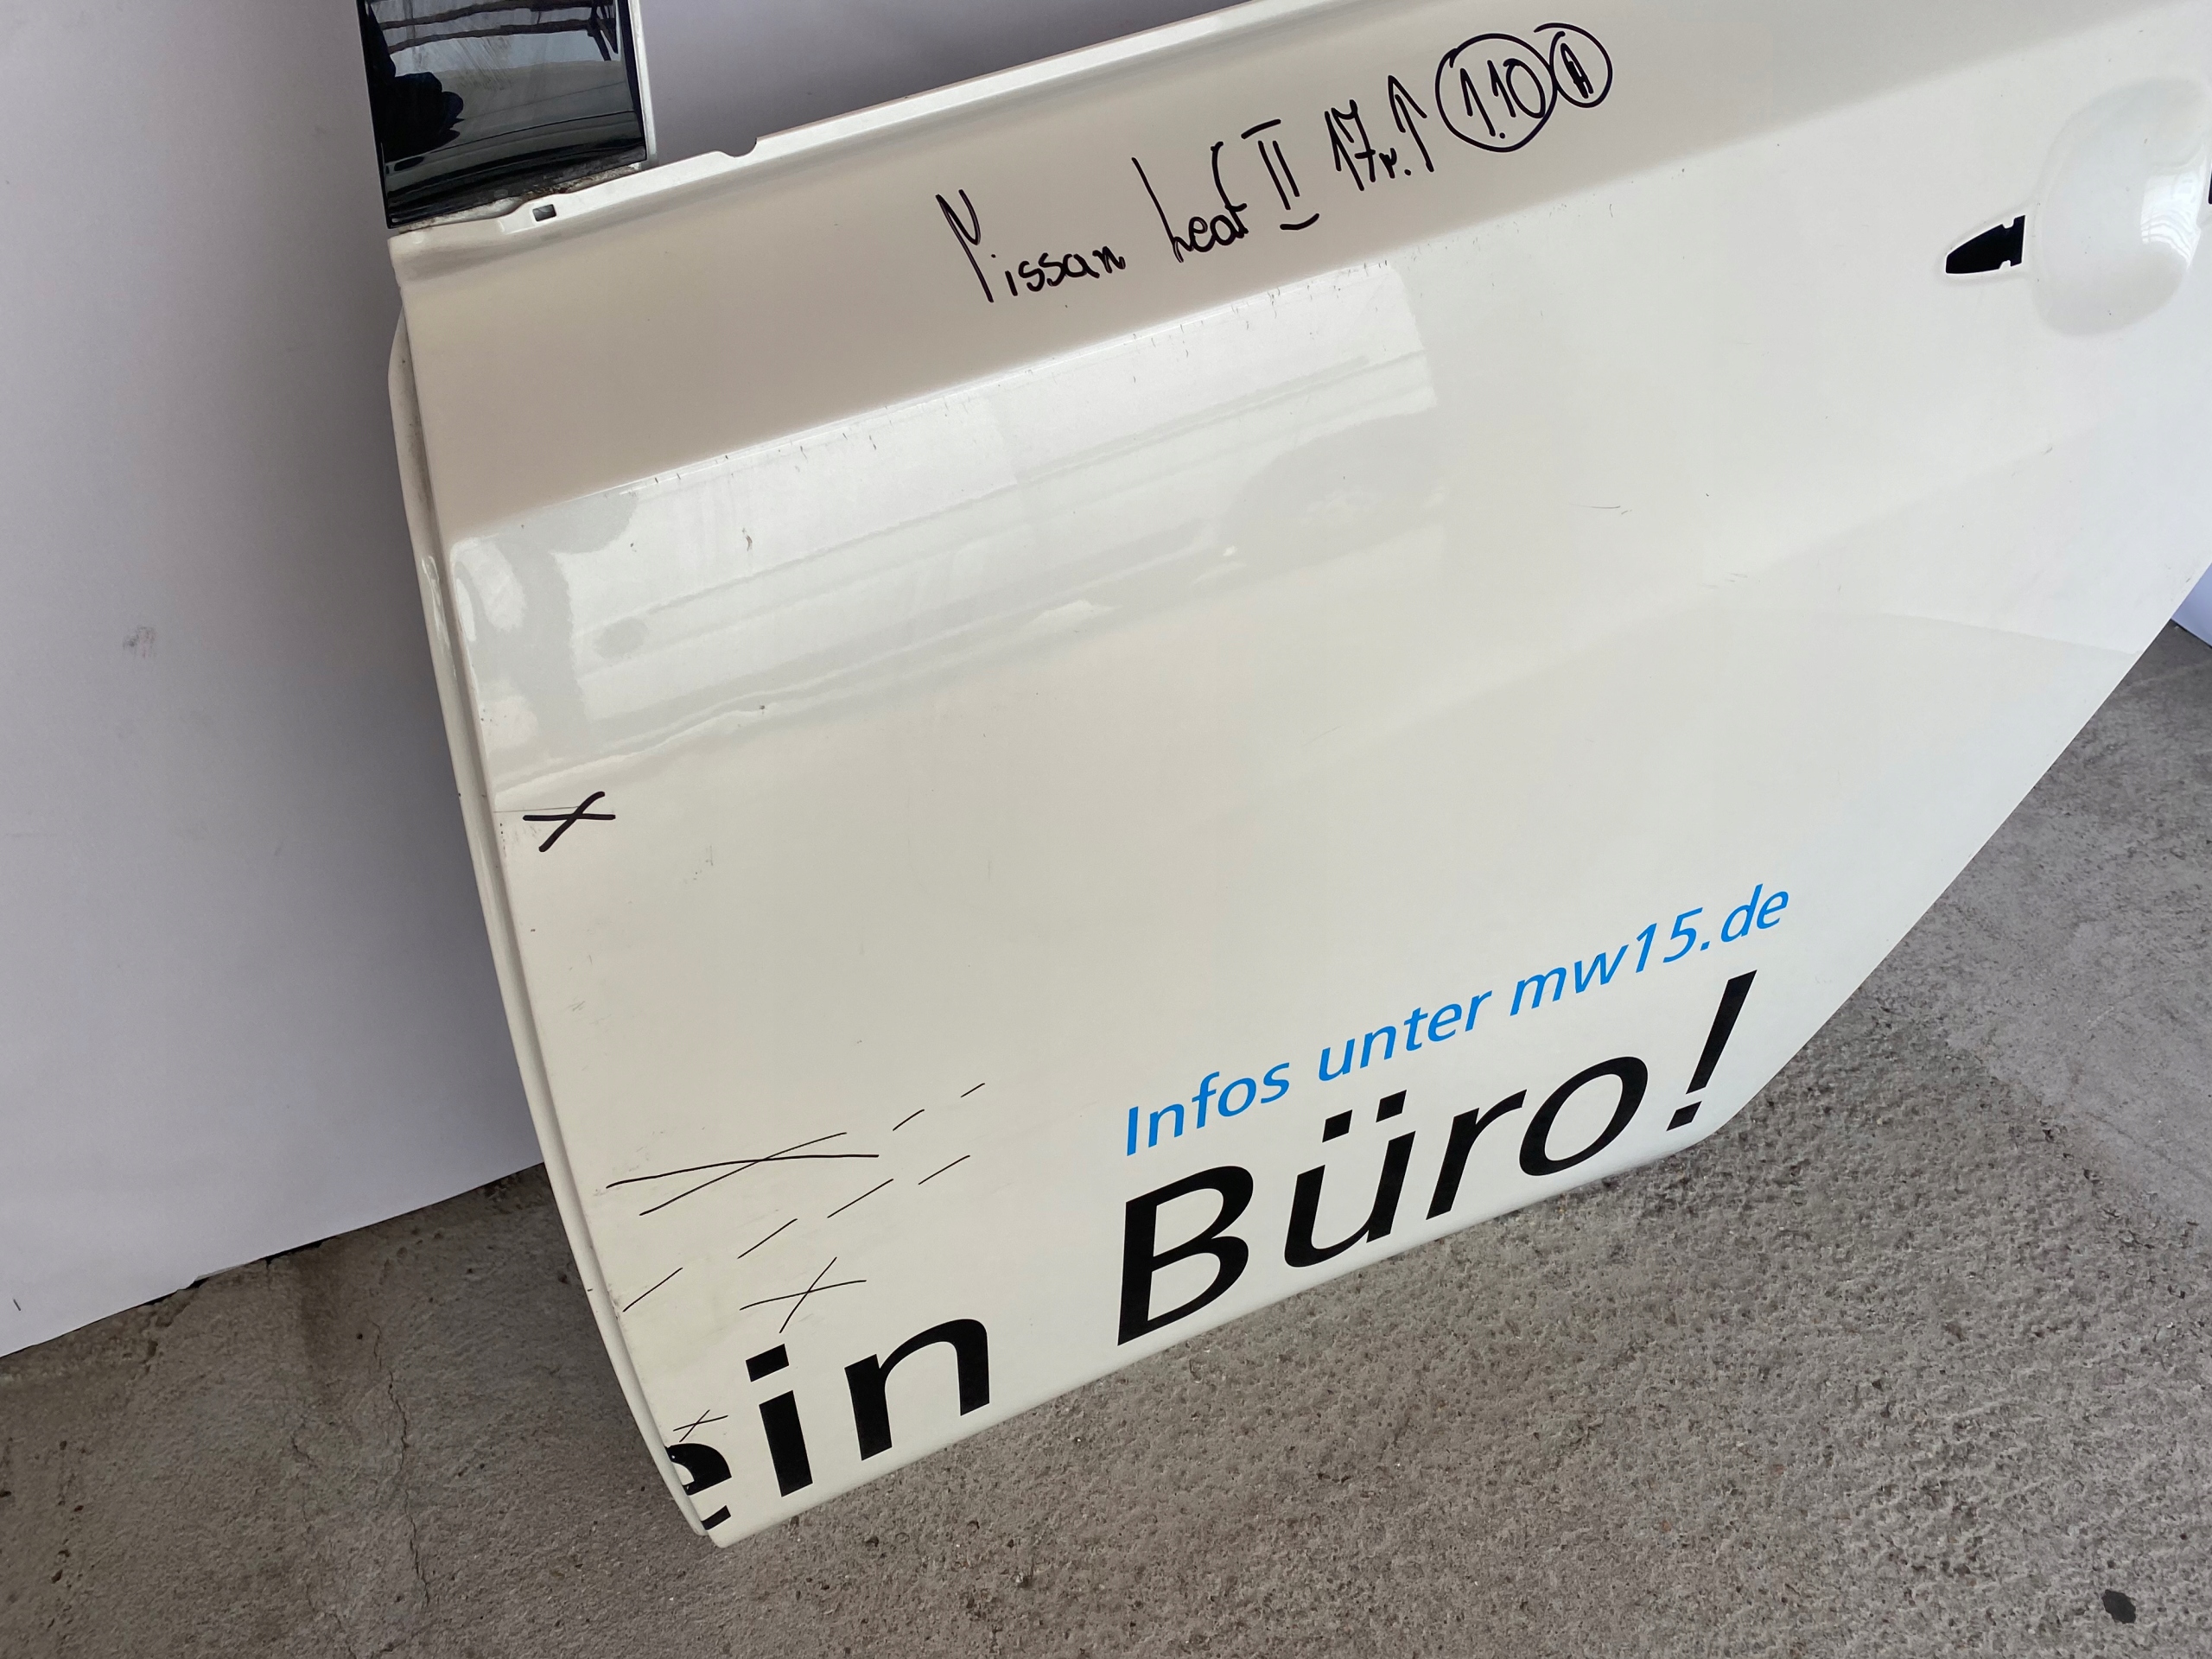 Nissan Leaf II 17r.↑ 1.10 A
Infos unter mw15.de
ein Büro!